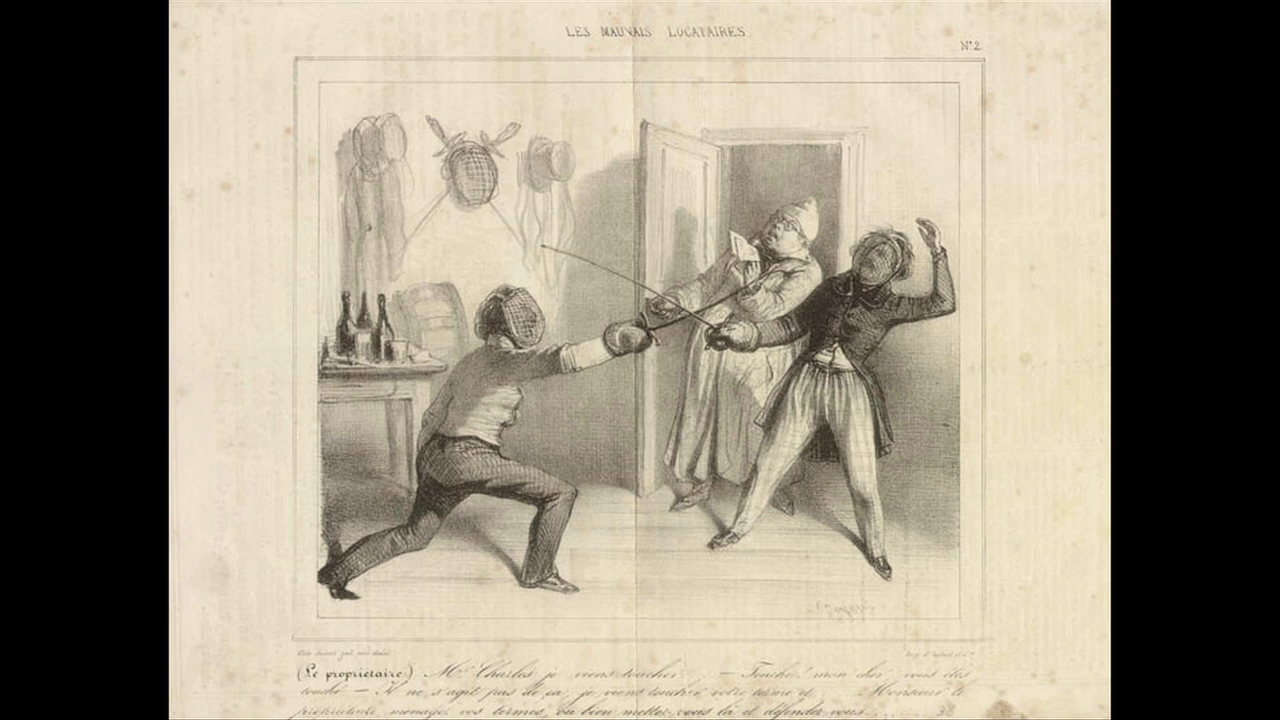 LES MAUVAIS LOCATAIRES
N° 2.
(Le propriétaire) Mr Charles je viens toucher . . . — Touché! mon cher, vous êtes
touché — Il ne s'agit pas de ça, je viens toucher votre terme et . . . Monsieur le
propriétaire, ménagez vos termes, ou bien mettez-vous là et défendez vous